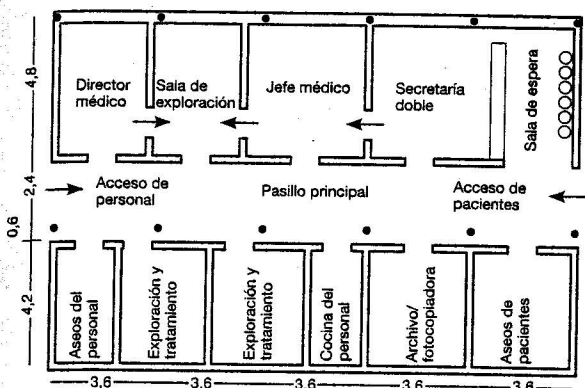 4,8
Director
médico
Sala de
exploración
Jefe médico
Secretaría
doble
Sala de espera
2,4
Acceso de
personal
Pasillo principal
Acceso de
pacientes
0,6
4,2
Aseos del
personal
Exploración y
tratamiento
Exploración y
tratamiento
Cocina del
personal
Archivo/
fotocopiadora
Aseos de
pacientes
3,6
3,6
3,6
3,6
3,6